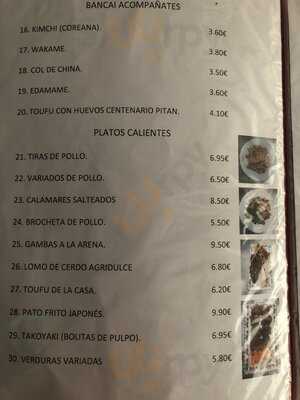 BANCAI ACOMPAÑATES
16. KIMCHI (COREANA). 3.60€
17. WAKAME. 3.80€
18. COL DE CHINA. 3.50€
19. EDAMAME. 3.60€
20. TOUFU CON HUEVOS CENTENARIO PITAN. 4.10€
PLATOS CALIENTES
21. TIRAS DE POLLO. 6.95€
22. VARIADOS DE POLLO. 6.50€
23. CALAMARES SALTEADOS 8.50€
24. BROCHETA DE POLLO. 5.50€
25. GAMBAS A LA ARENA. 9.50€
26. LOMO DE CERDO AGRIDULCE 6.80€
27. TOUFU DE LA CASA. 6.20€
28. PATO FRITO JAPONÉS. 9.90€
29. TAKOYAKI (BOLITAS DE PULPO). 6.95€
30. VERDURAS VARIADAS 5.80€